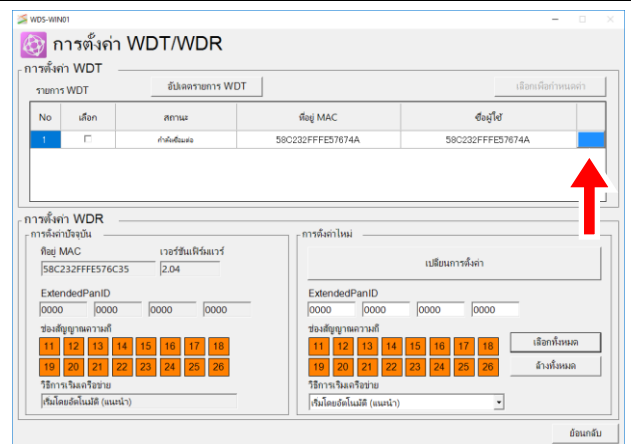 WDS-WIN01
การตั้งค่า WDT/WDR
การตั้งค่า WDT
รายการ WDT
อัปเดตรายการ WDT
เลือกเพื่อกำหนดค่า
No เลือก สถานะ ที่อยู่ MAC ชื่อผู้ใช้
1 กำลังเชื่อมต่อ 58C232FFFE57674A 58C232FFFE57674A
การตั้งค่า WDR
การตั้งค่าปัจจุบัน
ที่อยู่ MAC เวอร์ชันเฟิร์มแวร์
58C232FFFE576C35 2.04
ExtendedPanID
0000 0000 0000 0000
ช่องสัญญาณความถี่
11 12 13 14 15 16 17 18
19 20 21 22 23 24 25 26
วิธีการเริ่มเครือข่าย
เริ่มโดยอัตโนมัติ (แนะนำ)
การตั้งค่าใหม่
เปลี่ยนการตั้งค่า
ExtendedPanID
0000 0000 0000 0000
ช่องสัญญาณความถี่
11 12 13 14 15 16 17 18 เลือกทั้งหมด
19 20 21 22 23 24 25 26 ล้างทั้งหมด
วิธีการเริ่มเครือข่าย
เริ่มโดยอัตโนมัติ (แนะนำ)
ย้อนกลับ